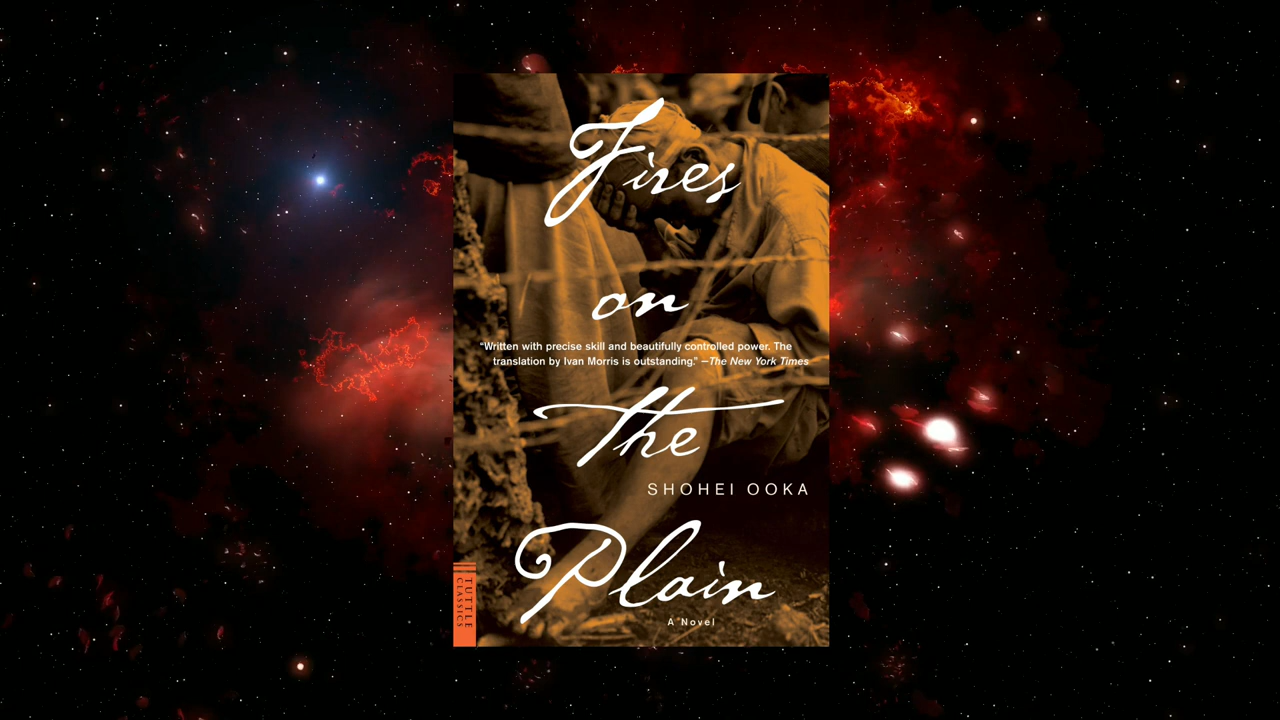 Fires
on
“Written with precise skill and beautifully controlled power. The
translation by Ivan Morris is outstanding.” —The New York Times
The
SHOHEI OOKA
Plain
A Novel
TUTTLE
CLASSICS